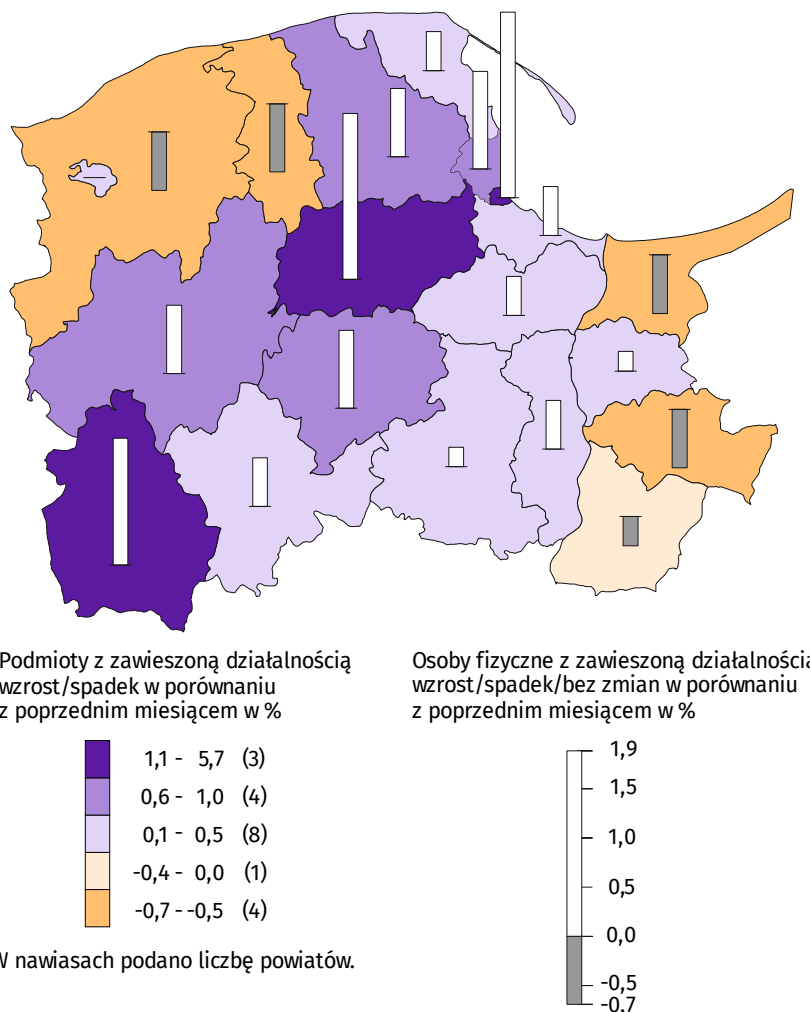 Podmioty z zawieszoną działalnością
wzrost/spadek w porównaniu
z poprzednim miesiącem w %
1,1 - 5,7 (3)
0,6 - 1,0 (4)
0,1 - 0,5 (8)
-0,4 - 0,0 (1)
-0,7 - -0,5 (4)
W nawiasach podano liczbę powiatów.
Osoby fizyczne z zawieszoną działalnością
wzrost/spadek/bez zmian w porównaniu
z poprzednim miesiącem w %
1,9
1,5
1,0
0,5
0,0
-0,5
-0,7